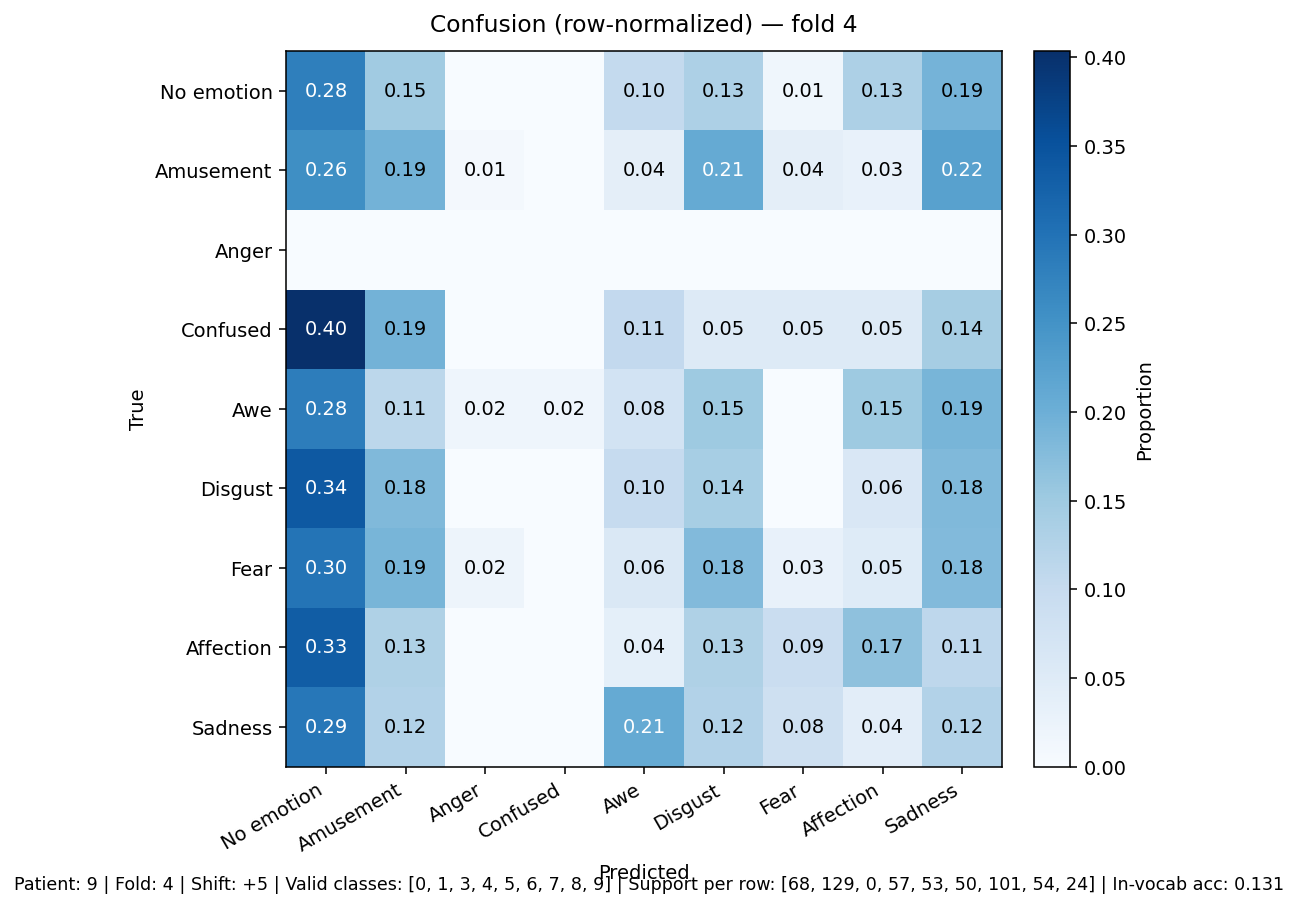 Confusion (row-normalized) — fold 4
No emotion 0.28 0.15 0.10 0.13 0.01 0.13 0.19
Amusement 0.26 0.19 0.01 0.04 0.21 0.04 0.03 0.22
Anger
Confused 0.40 0.19 0.11 0.05 0.05 0.05 0.14
Awe 0.28 0.11 0.02 0.02 0.08 0.15 0.15 0.19
Disgust 0.34 0.18 0.10 0.14 0.06 0.18
Fear 0.30 0.19 0.02 0.06 0.18 0.03 0.05 0.18
Affection 0.33 0.13 0.04 0.13 0.09 0.17 0.11
Sadness 0.29 0.12 0.21 0.12 0.08 0.04 0.12
True
No emotion Amusement Anger Confused Awe Disgust Fear Affection Sadness
Predicted
0.40
0.35
0.30
0.25
0.20
0.15
0.10
0.05
0.00
Proportion
Patient: 9 | Fold: 4 | Shift: +5 | Valid classes: [0, 1, 3, 4, 5, 6, 7, 8, 9] | Support per row: [68, 129, 0, 57, 53, 50, 101, 54, 24] | In-vocab acc: 0.131